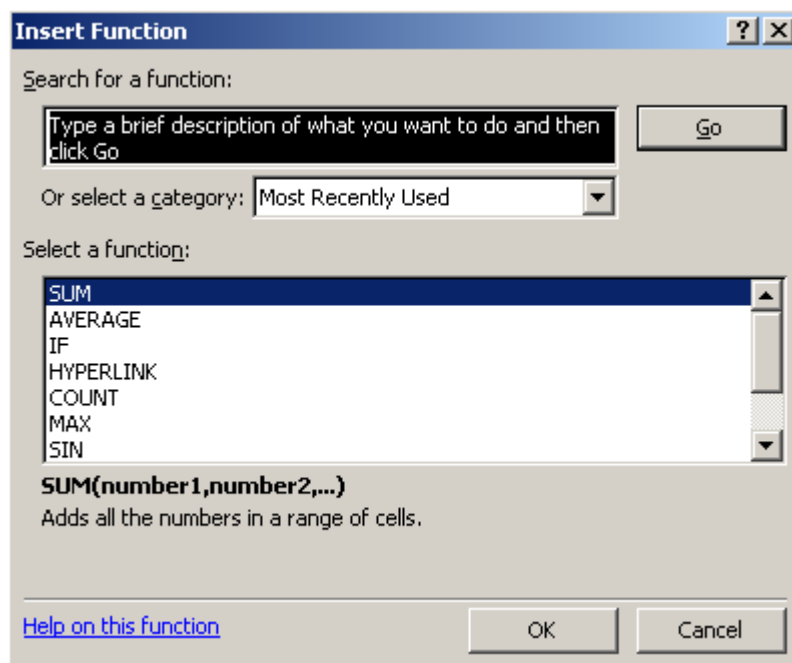 Insert Function
Search for a function:
Type a brief description of what you want to do and then
click Go
Go
Or select a category: Most Recently Used
Select a function:
SUM
AVERAGE
IF
HYPERLINK
COUNT
MAX
SIN
SUM(number1,number2,...)
Adds all the numbers in a range of cells.
Help on this function
OK
Cancel